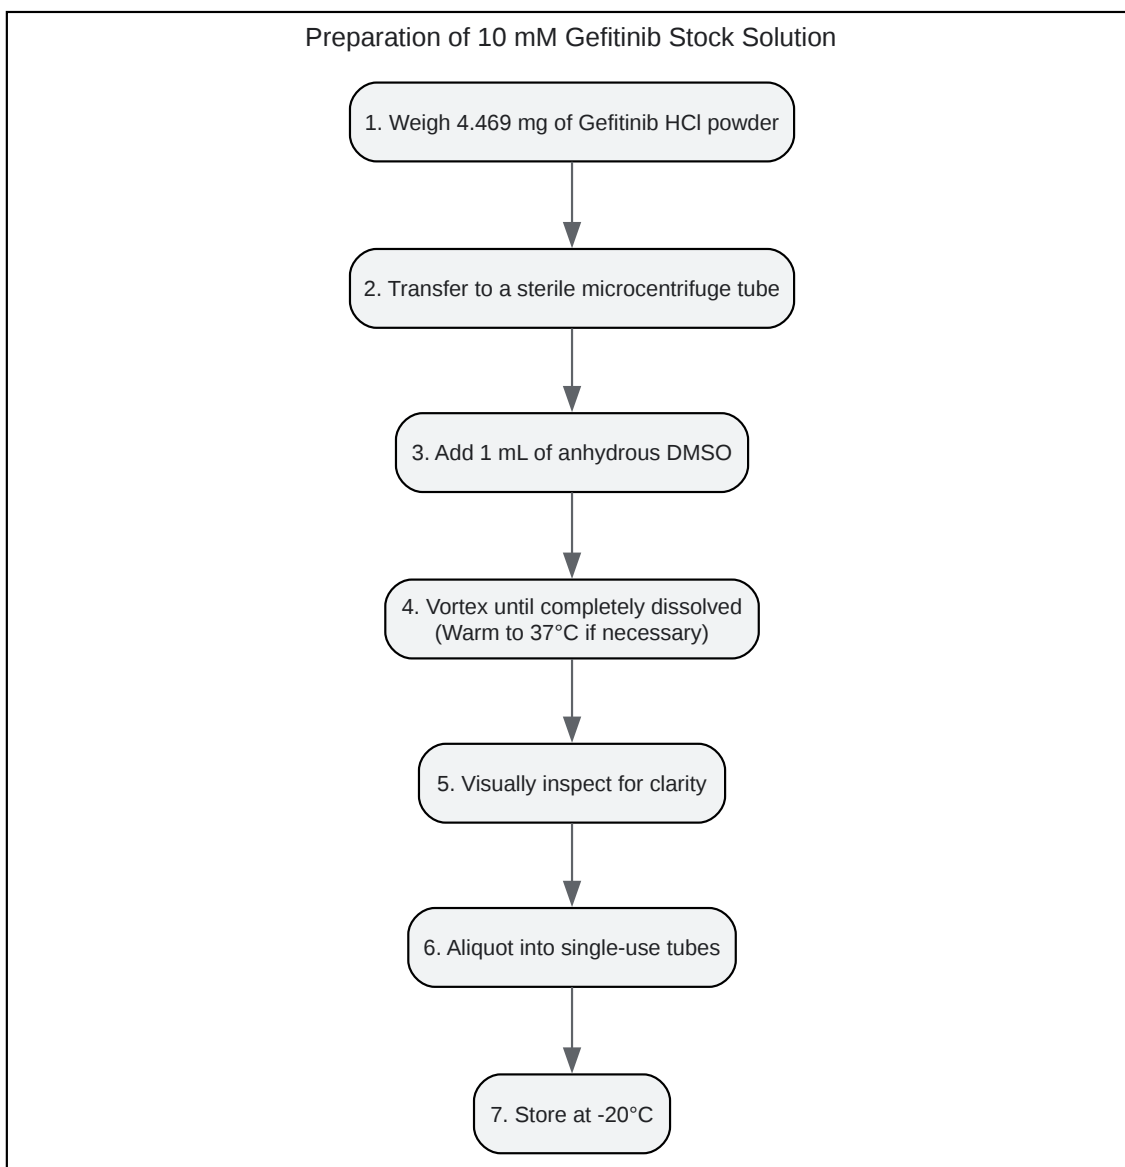 Preparation of 10 mM Gefitinib Stock Solution
1. Weigh 4.469 mg of Gefitinib HCl powder
2. Transfer to a sterile microcentrifuge tube
3. Add 1 mL of anhydrous DMSO
4. Vortex until completely dissolved
(Warm to 37°C if necessary)
5. Visually inspect for clarity
6. Aliquot into single-use tubes
7. Store at -20°C